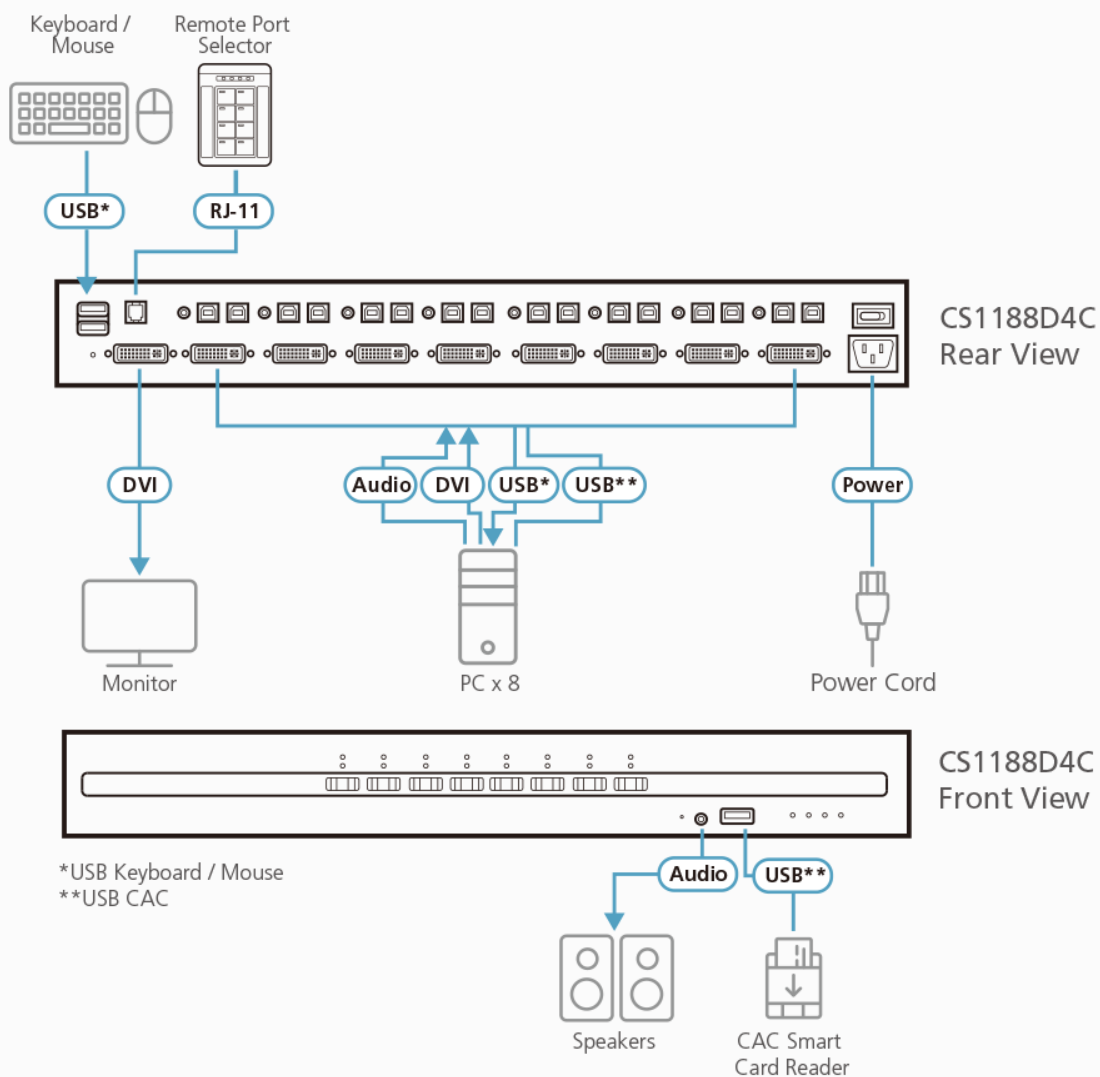 Keyboard /
Mouse
Remote Port
Selector
USB*
RJ-11
CS1188D4C
Rear View
DVI
Audio
DVI
USB*
USB**
Power
Monitor
PC x 8
Power Cord
CS1188D4C
Front View
*USB Keyboard / Mouse
**USB CAC
Audio
USB**
Speakers
CAC Smart
Card Reader